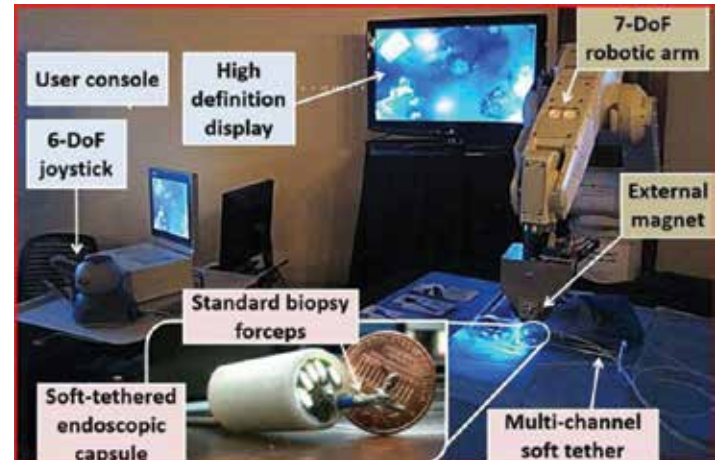 User console
High
definition
display
7-DoF
robotic arm
6-DoF
joystick
External
magnet
Standard biopsy
forceps
Soft-tethered
endoscopic
capsule
Multi-channel
soft tether